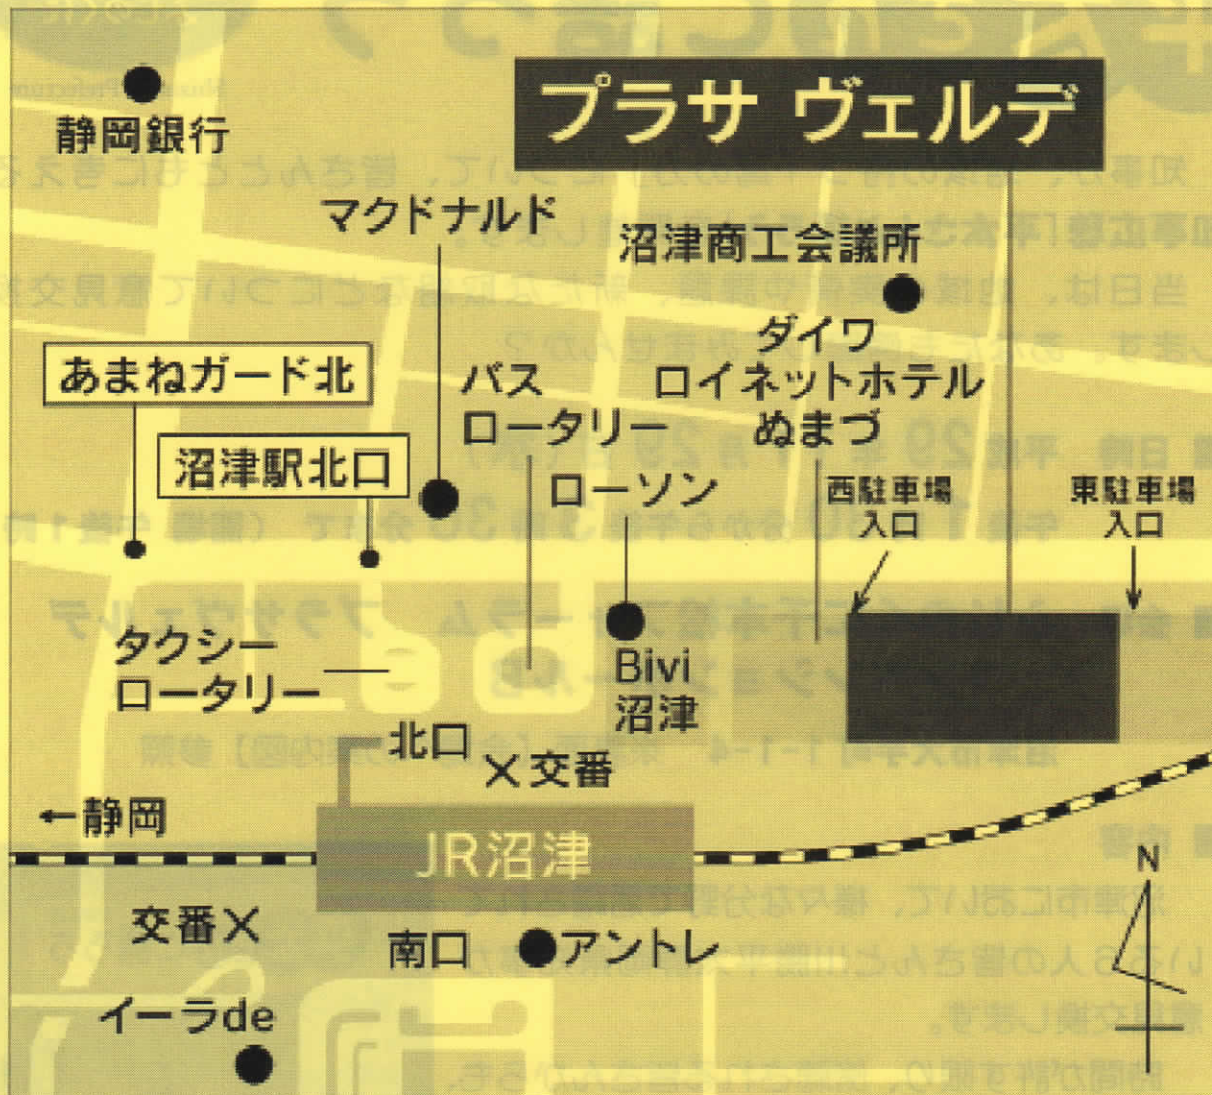 静岡銀行
プラサ ヴェルデ
マクドナルド
沼津商工会議所
ダイワ
ロイネットホテル
ぬまづ
あまねガード北
バス
ロータリー
沼津駅北口
ローソン
西駐車場
入口
東駐車場
入口
タクシー
ロータリー
Bivi
沼津
北口
×交番
←静岡
JR沼津
N
交番×
南口
アントレ
イーラde